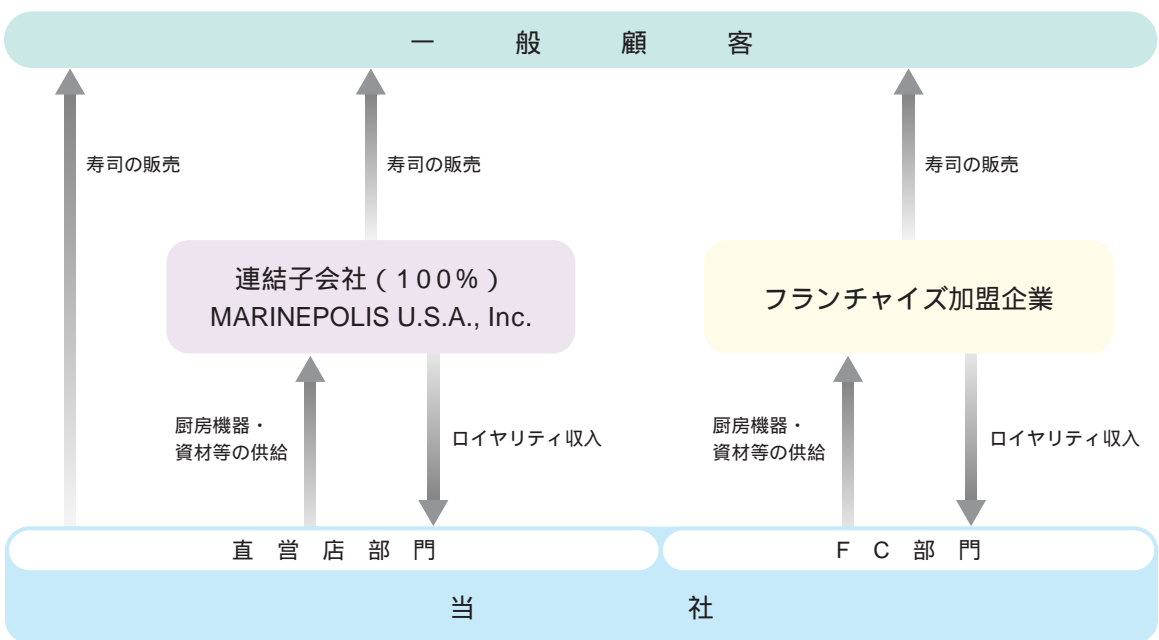 一般顧客
寿司の販売
寿司の販売
寿司の販売
連結子会社(100%)
MARINEPOLIS U.S.A., Inc.
フランチャイズ加盟企業
厨房機器・
資材等の供給
ロイヤリティ収入
厨房機器・
資材等の供給
ロイヤリティ収入
直営店部門
FC部門
当社